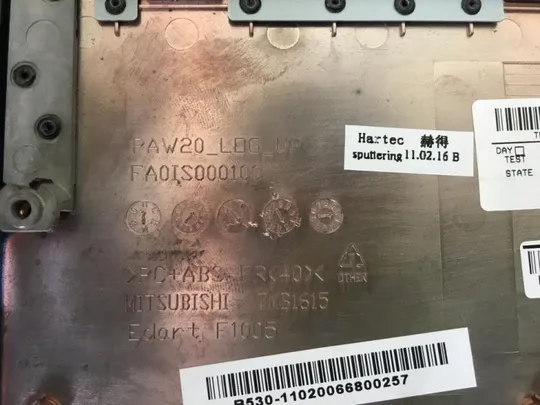 PAW20_LOG_UP
FA0IS000100
Hartec 赫得
sputtering 11.02.16 B
DAY
TEST
STATE
>PC+ABS-FR(40)<
OTHER
MITSUBISHI-
Edort F1005
B530-11020066800257